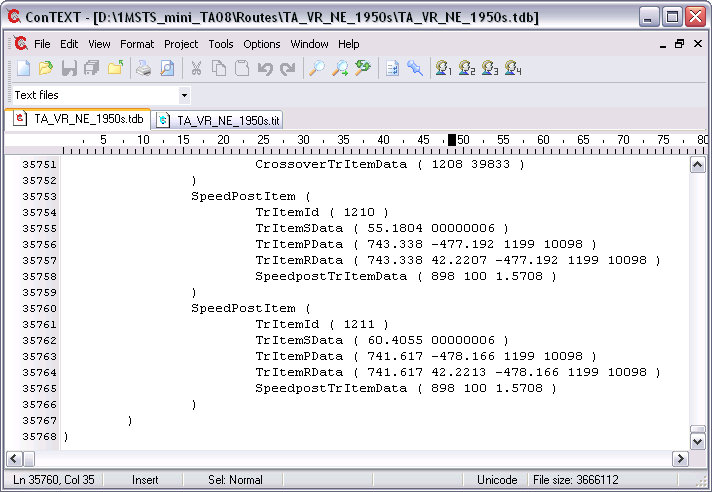 ConTEXT - [D:\1MSTS_mini_TA08\Routes\TA_VR_NE_1950s\TA_VR_NE_1950s.tdb]
File Edit View Format Project Tools Options Window Help
1 2 3 4
Text files
TA_VR_NE_1950s.tdb TA_VR_NE_1950s.tit
5 10 15 20 25 30 35 40 45 50 55 60 65 70 75 80
35751 CrossoverTrItemData ( 1208 39833 )
35752 )
35753 SpeedPostItem (
35754 TrItemId ( 1210 )
35755 TrItemSData ( 55.1804 00000006 )
35756 TrItemPData ( 743.338 -477.192 1199 10098 )
35757 TrItemRData ( 743.338 42.2207 -477.192 1199 10098 )
35758 SpeedpostTrItemData ( 898 100 1.5708 )
35759 )
35760 SpeedPostItem (
35761 TrItemId ( 1211 )
35762 TrItemSData ( 60.4055 00000006 )
35763 TrItemPData ( 741.617 -478.166 1199 10098 )
35764 TrItemRData ( 741.617 42.2213 -478.166 1199 10098 )
35765 SpeedpostTrItemData ( 898 100 1.5708 )
35766 )
35767 )
35768 )
Ln 35760, Col 35 Insert Sel: Normal Unicode File size: 3666112